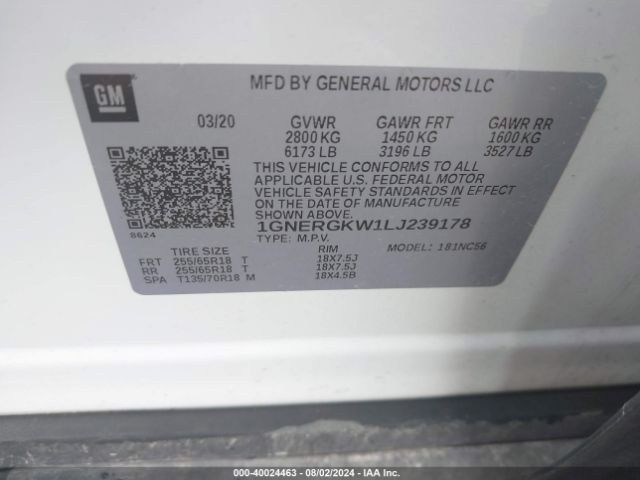 GM
MFD BY GENERAL MOTORS LLC
03/20 GVWR GAWR FRT GAWR RR
2800 KG 1450 KG 1600 KG
6173 LB 3196 LB 3527 LB
THIS VEHICLE CONFORMS TO ALL
APPLICABLE U.S. FEDERAL MOTOR
VEHICLE SAFETY STANDARDS IN EFFECT
ON THE DATE OF MANUFACTURE
SHOWN ABOVE.
1GNERGKW1LJ239178
8624 TYPE: M.P.V. MODEL: 181NC56
TIRE SIZE RIM
FRT 255/65R18 T 18X7.5J
RR 255/65R18 T 18X7.5J
SPA T135/70R18 M 18X4.5B
000-40024463 - 08/02/2024 - IAA Inc.